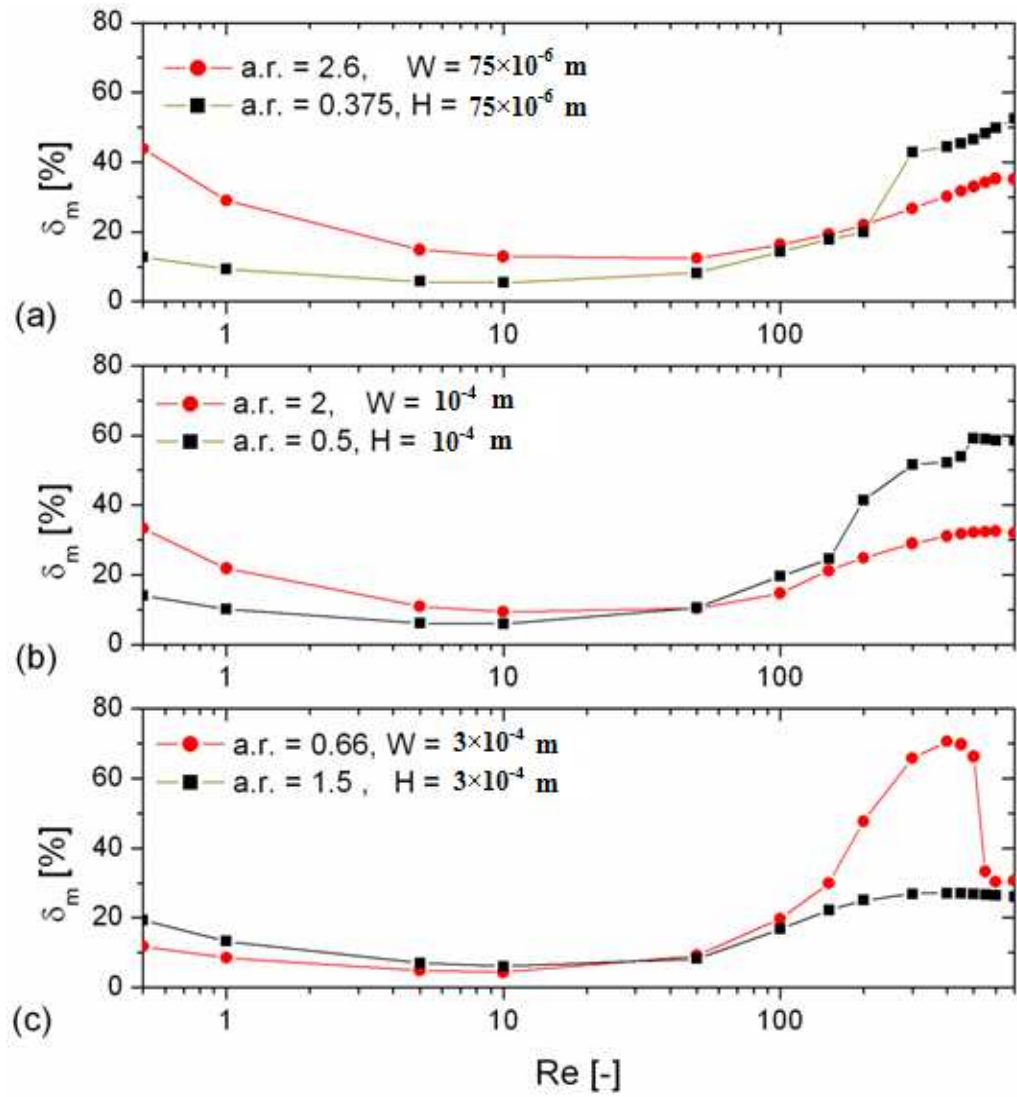 80
60
40
20
0
δm [%]
a.r. = 2.6, W = 75×10⁻⁶ m
a.r. = 0.375, H = 75×10⁻⁶ m
(a)
1 10 100
80
60
40
20
0
δm [%]
a.r. = 2, W = 10⁻⁴ m
a.r. = 0.5, H = 10⁻⁴ m
(b)
1 10 100
80
60
40
20
0
δm [%]
a.r. = 0.66, W = 3×10⁻⁴ m
a.r. = 1.5 , H = 3×10⁻⁴ m
(c)
1 10 100
Re [-]